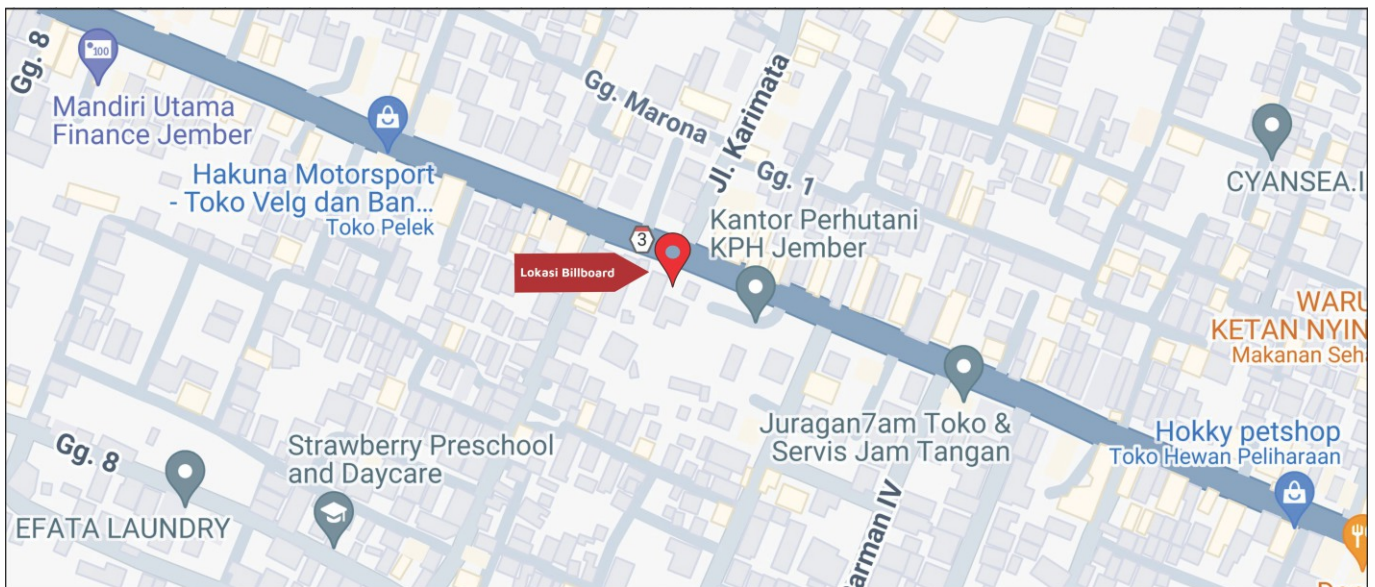 Gg. 8
Mandiri Utama
Finance Jember
Hakuna Motorsport
- Toko Velg dan Ban...
Toko Pelek
Gg. Marona
Gg. 1
Jl. Karimata
Kantor Perhutani
KPH Jember
3
Lokasi Billboard
CYANSEA.I
WARU
KETAN NYIN
Makanan Seh
Juragan7am Toko &
Servis Jam Tangan
Hokky petshop
Toko Hewan Peliharaan
Gg. 8
Strawberry Preschool
and Daycare
EFATA LAUNDRY
arman IV
100